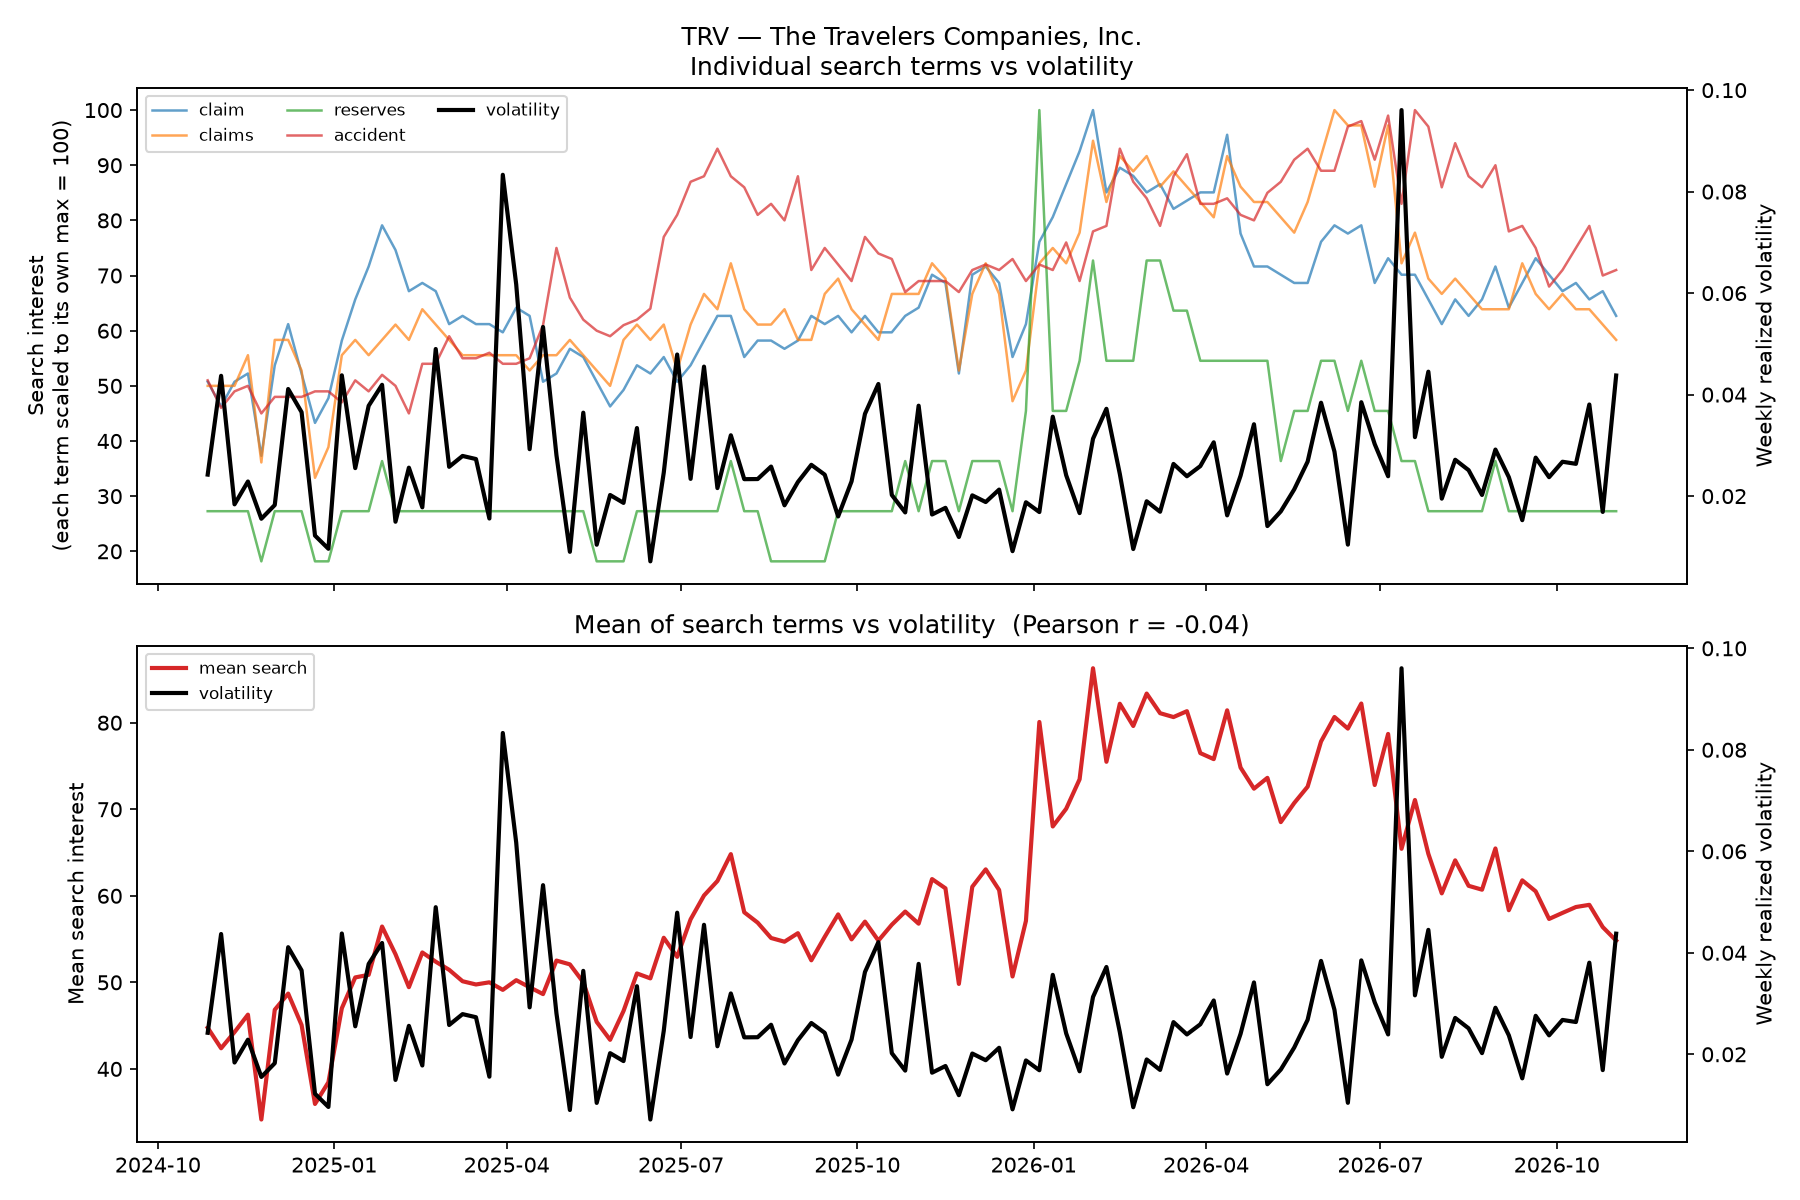 TRV — The Travelers Companies, Inc.
Individual search terms vs volatility
claim
claims
reserves
accident
volatility
Search interest
(each term scaled to its own max = 100)
100
90
80
70
60
50
40
30
20
0.10
0.08
0.06
0.04
0.02
Weekly realized volatility
Mean of search terms vs volatility (Pearson r = -0.04)
mean search
volatility
Mean search interest
80
70
60
50
40
0.10
0.08
0.06
0.04
0.02
Weekly realized volatility
2024-10
2025-01
2025-04
2025-07
2025-10
2026-01
2026-04
2026-07
2026-10